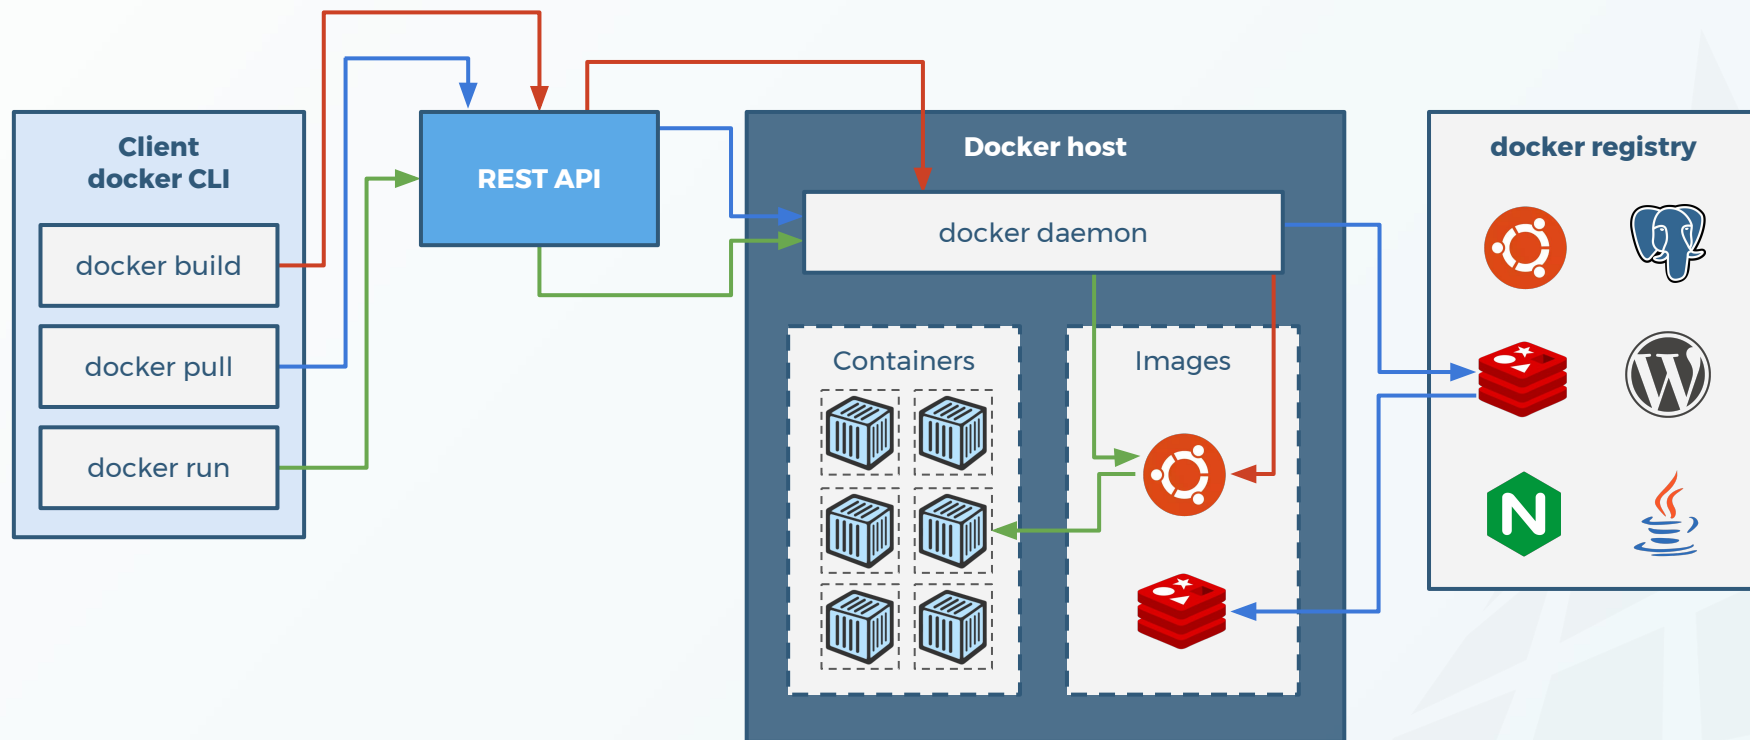 Client
docker CLI
docker build
docker pull
docker run
REST API
Docker host
docker daemon
Containers
Images
docker registry
W
N